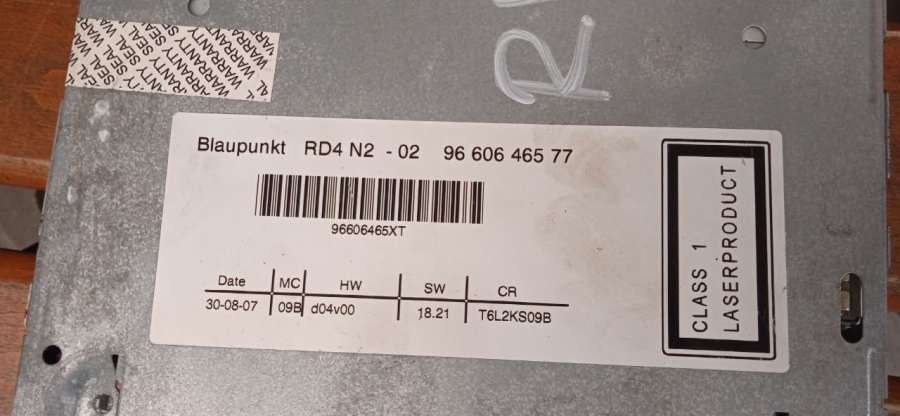 WARRANTY SEAL WARRANTY SEAL
R
Blaupunkt RD4 N2 - 02 96 606 465 77
96606465XT
Date MC HW SW CR
30-08-07 09B d04v00 18.21 T6L2KS09B
CLASS 1
LASERPRODUCT